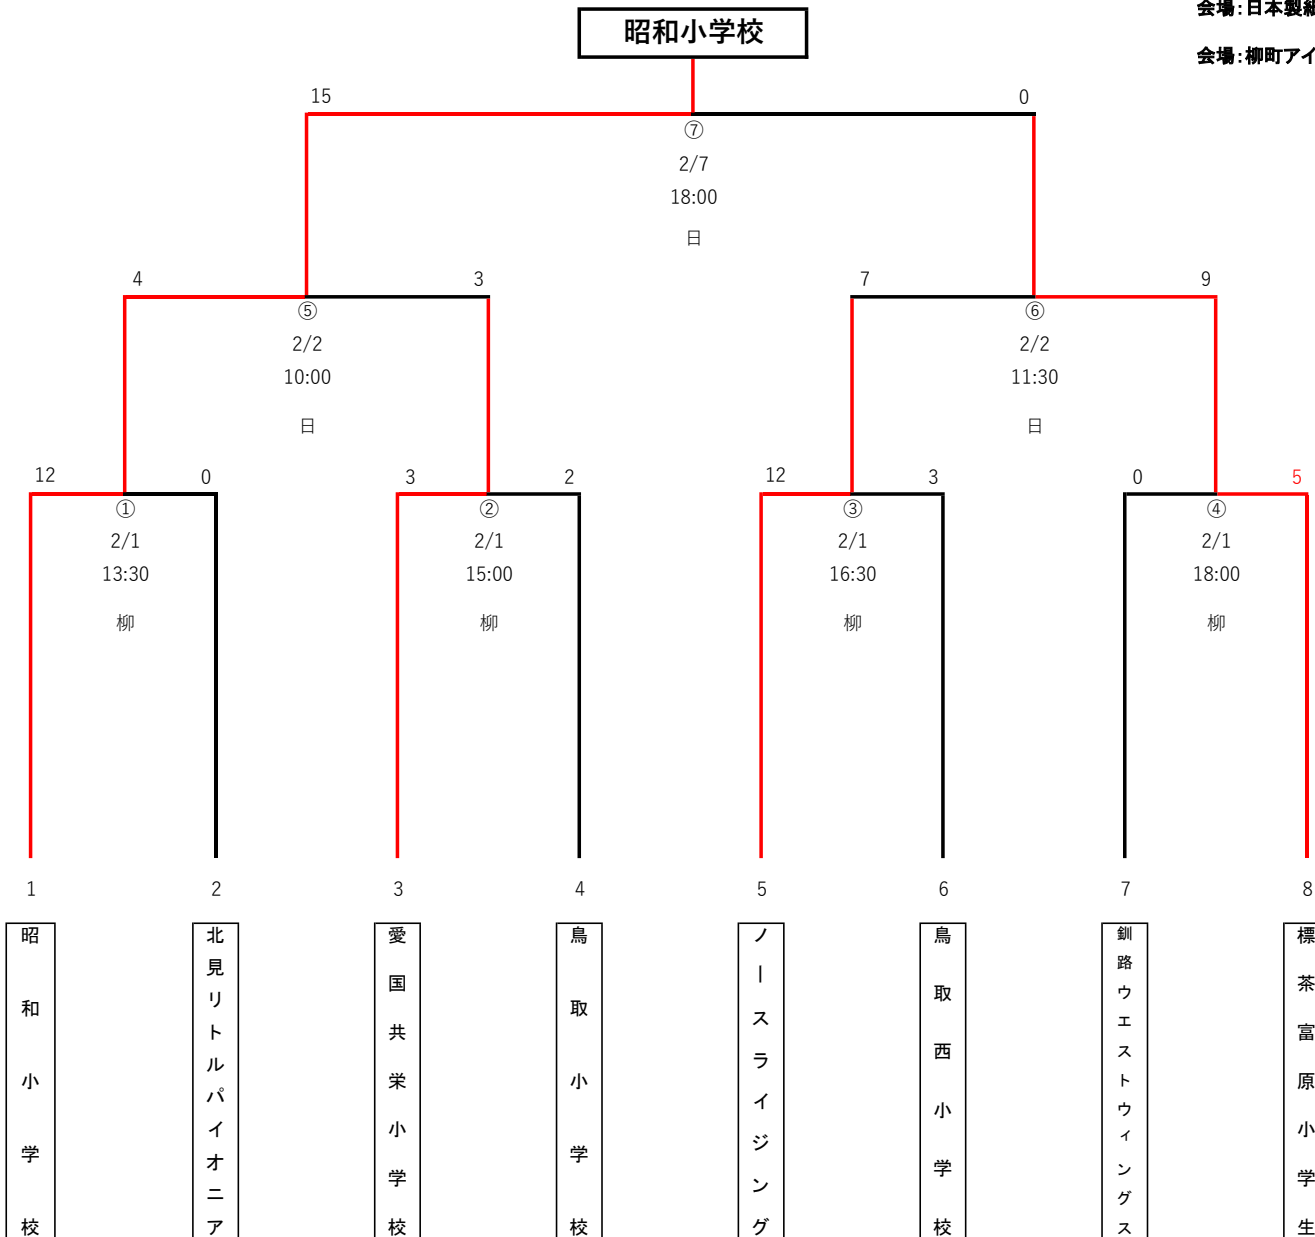 会場：日本製
昭和小学校
会場：柳町アイ
15
0
⑦
2/7
18:00
日
4
3
7
9
⑤
⑥
2/2
2/2
10:00
11:30
日
日
12
0
3
2
12
3
0
5
①
②
③
④
2/1
2/1
2/1
2/1
13:30
15:00
16:30
18:00
柳
柳
柳
柳
1
2
3
4
5
6
7
8
昭和小学校
北見リトルパイオニア
愛国共栄小学校
鳥取小学校
ノースライジング
鳥取西小学校
釧路ウエストウィングス
標茶富原小学生